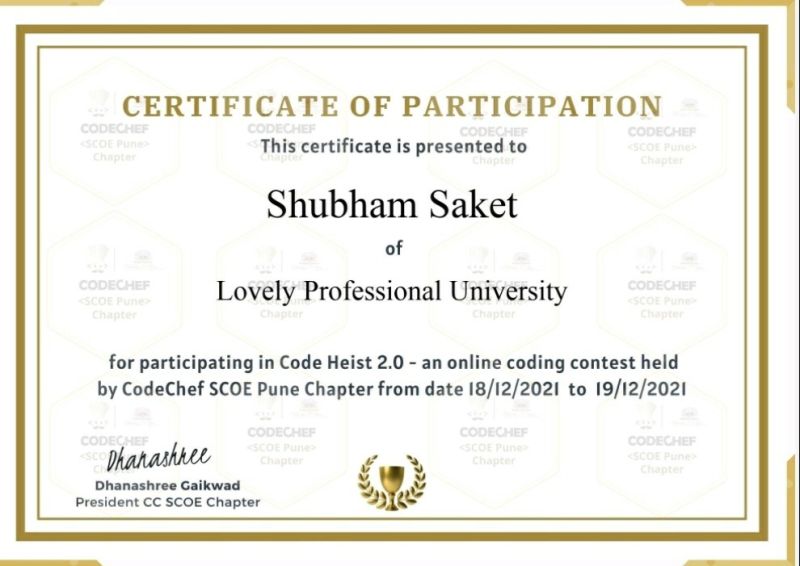 CERTIFICATE OF PARTICIPATION
This certificate is presented to
Shubham Saket
of
Lovely Professional University
for participating in Code Heist 2.0 - an online coding contest held
by CodeChef SCOE Pune Chapter from date 18/12/2021 to 19/12/2021
Dhanashree
Dhanashree Gaikwad
President CC SCOE Chapter
CODECHEF
<SCOE Pune>
Chapter